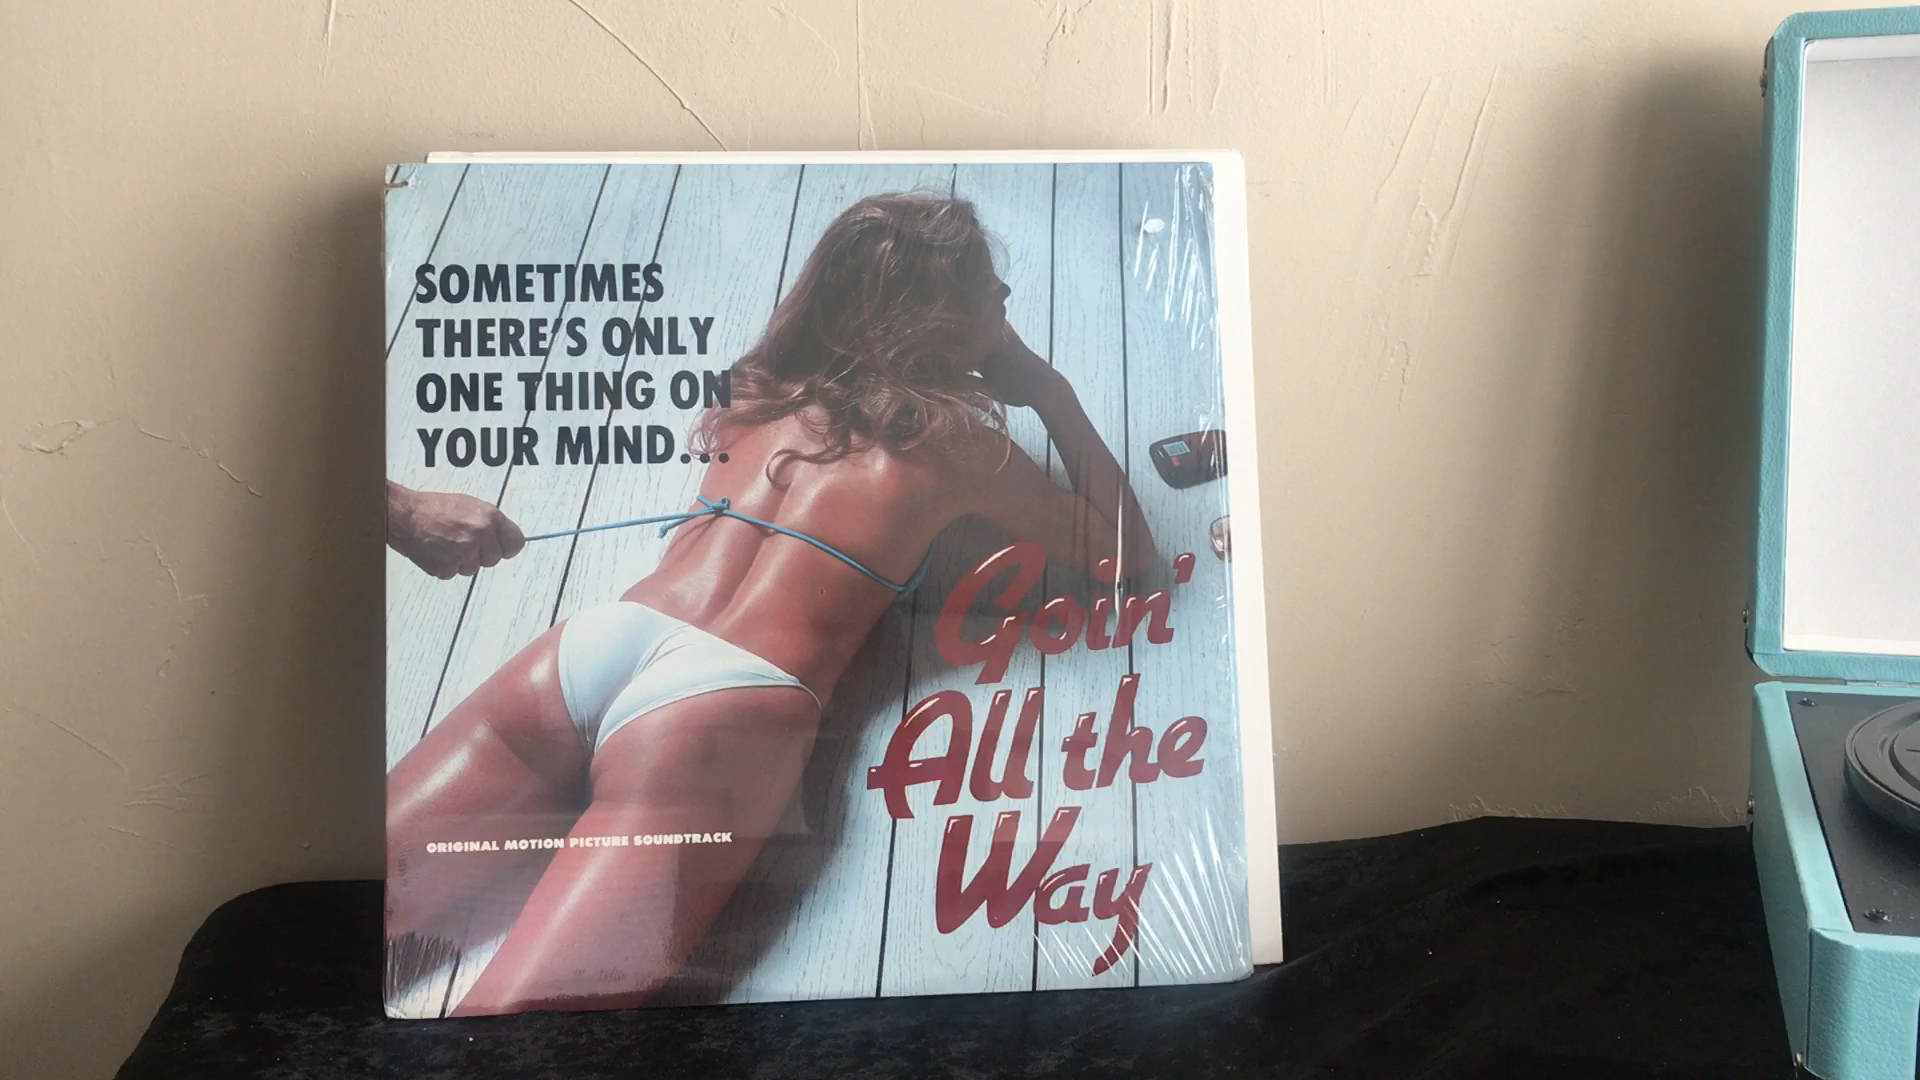 SOMETIMES
THERE'S ONLY
ONE THING ON
YOUR MIND...
Goin'
All the
Way
ORIGINAL MOTION PICTURE SOUNDTRACK